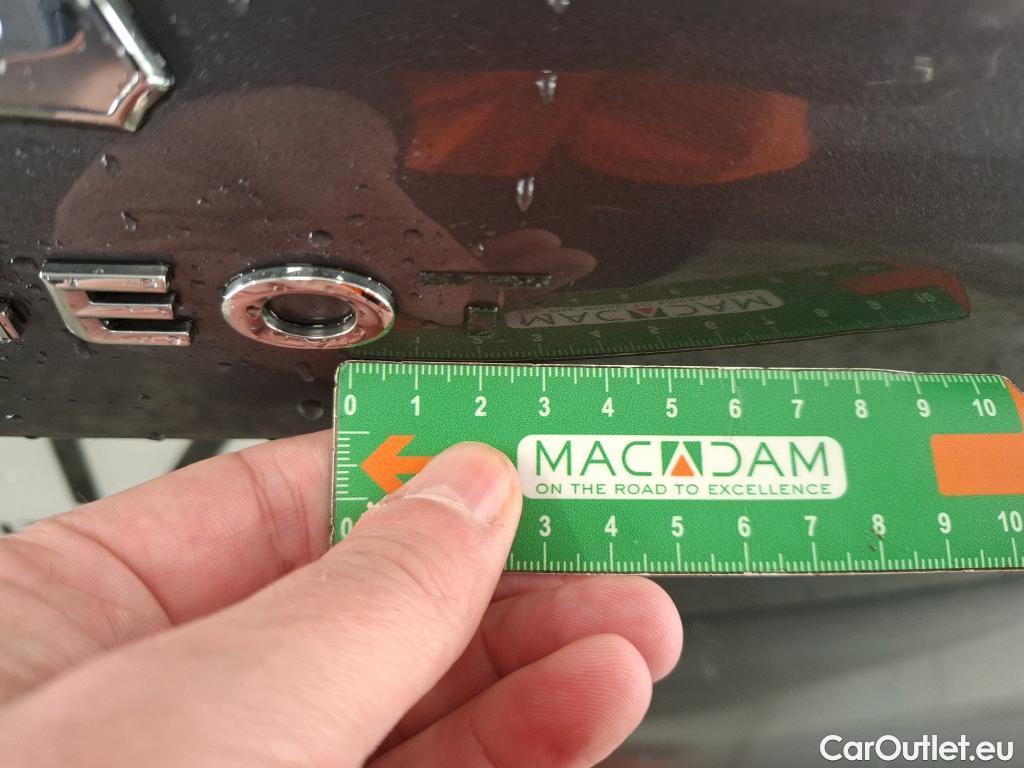 EO
0 1 2 3 4 5 6 7 8 9 10
MACADAM
ON THE ROAD TO EXCELLENCE
0 3 4 5 6 7 8 9 10
CarOutlet.eu